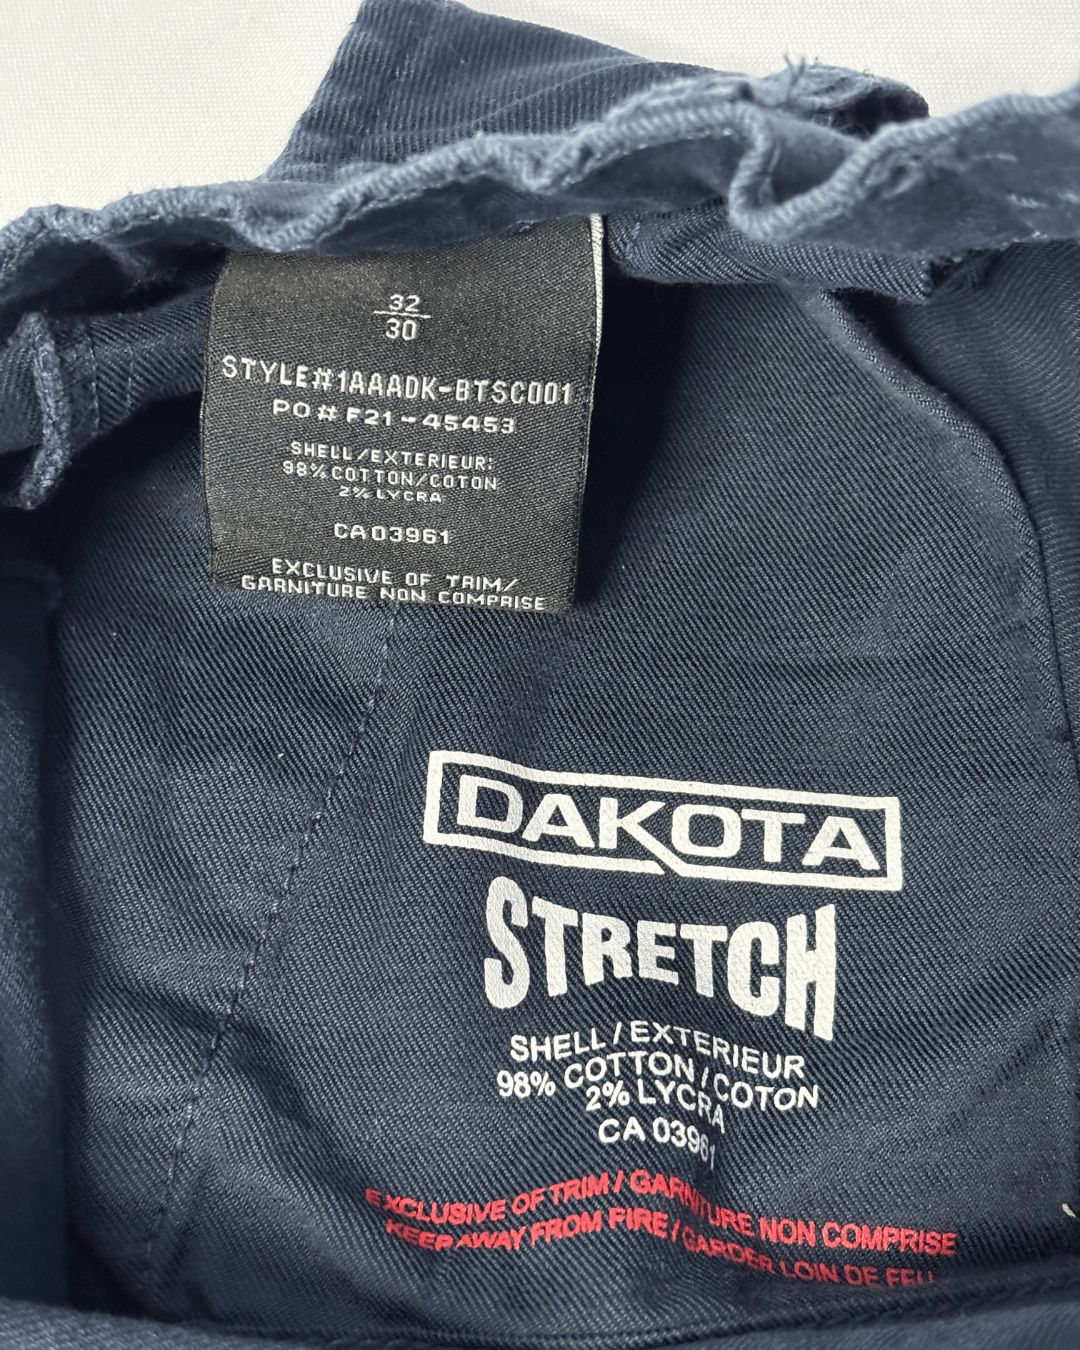 32
30
STYLE#1AAADK-BTSC001
PO# F21-45453
SHELL/EXTERIEUR:
98% COTTON/COTON
2% LYCRA
CA03961
EXCLUSIVE OF TRIM/
GARNITURE NON COMPRISE
DAKOTA
STRETCH
SHELL / EXTERIEUR
98% COTTON / COTON
2% LYCRA
CA 03961
EXCLUSIVE OF TRIM / GARNITURE NON COMPRISE
KEEP AWAY FROM FIRE / GARDER LOIN DE FEU